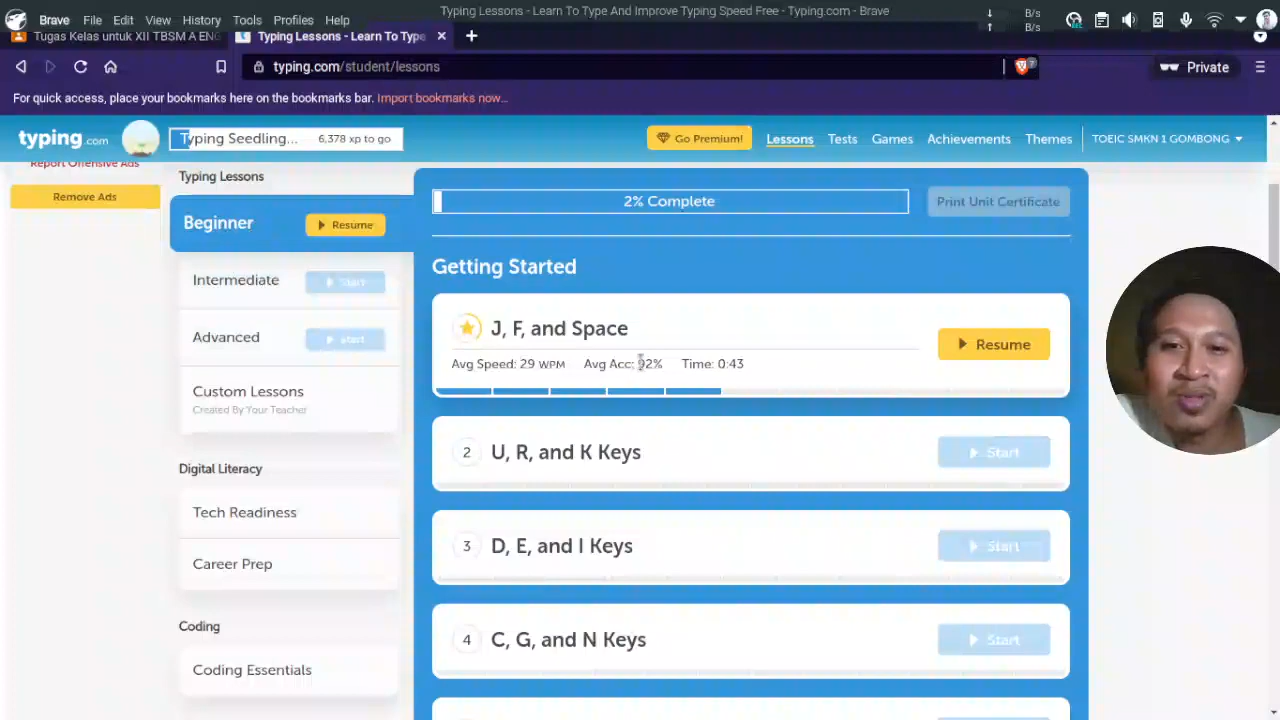 Brave File Edit View History Tools Profiles Help
Typing Lessons - Learn To Type And Improve Typing Speed Free - Typing.com - Brave
B/s
B/s
Tugas Kelas untuk XII TBSM A ENG
Typing Lessons - Learn To Type
typing.com/student/lessons
7
Private
For quick access, place your bookmarks here on the bookmarks bar. Import bookmarks now...
typing.com
Typing Seedling... 6,378 xp to go
Go Premium!
Lessons Tests Games Achievements Themes TOEIC SMKN 1 GOMBONG
Report Offensive Ads
Remove Ads
Typing Lessons
Beginner Resume
Intermediate Start
Advanced Start
Custom Lessons
Created By Your Teacher
Digital Literacy
Tech Readiness
Career Prep
Coding
Coding Essentials
2% Complete
Print Unit Certificate
Getting Started
J, F, and Space
Avg Speed: 29 WPM Avg Acc: 92% Time: 0:43
Resume
2 U, R, and K Keys Start
3 D, E, and I Keys Start
4 C, G, and N Keys Start